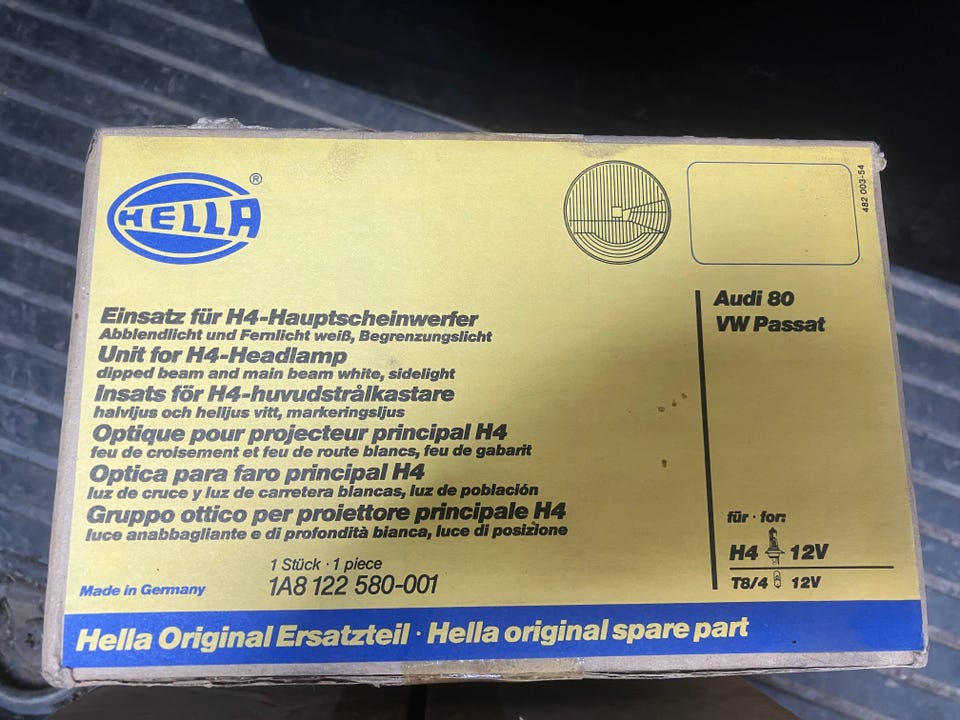 HELLA ®
482 003-54
Einsatz für H4-Hauptscheinwerfer
Abblendlicht und Fernlicht weiß, Begrenzungslicht
Unit for H4-Headlamp
dipped beam and main beam white, sidelight
Insats för H4-huvudstrålkastare
halvljus och helljus vitt, markeringsljus
Optique pour projecteur principal H4
feu de croisement et feu de route blancs, feu de gabarit
Optica para faro principal H4
luz de cruce y luz de carretera blancas, luz de población
Gruppo ottico per proiettore principale H4
luce anabbagliante e di profondità bianca, luce di posizione
1 Stück · 1 piece
Made in Germany
1A8 122 580-001
Audi 80
VW Passat
für · for:
H4 12V
T8/4 12V
Hella Original Ersatzteil · Hella original spare part